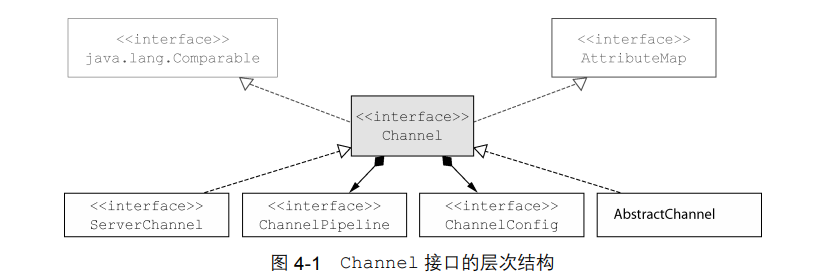 <<interface>>
java.lang.Comparable
<<interface>>
AttributeMap
<<interface>>
Channel
<<interface>>
ServerChannel
<<interface>>
ChannelPipeline
<<interface>>
ChannelConfig
AbstractChannel
图 4-1 Channel 接口的层次结构